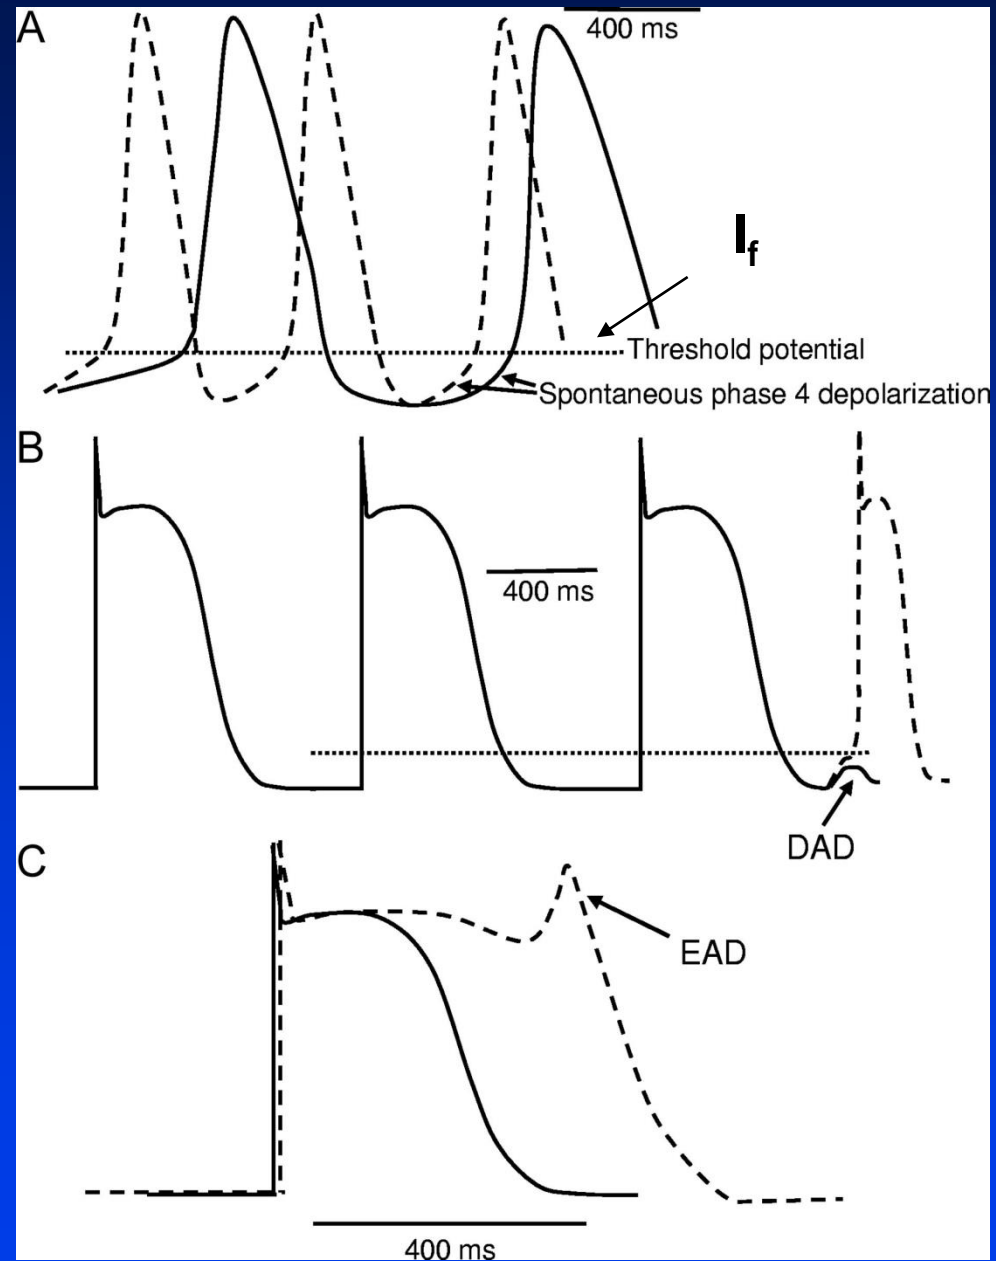 A
400 ms
If
Threshold potential
Spontaneous phase 4 depolarization
B
400 ms
DAD
C
EAD
400 ms